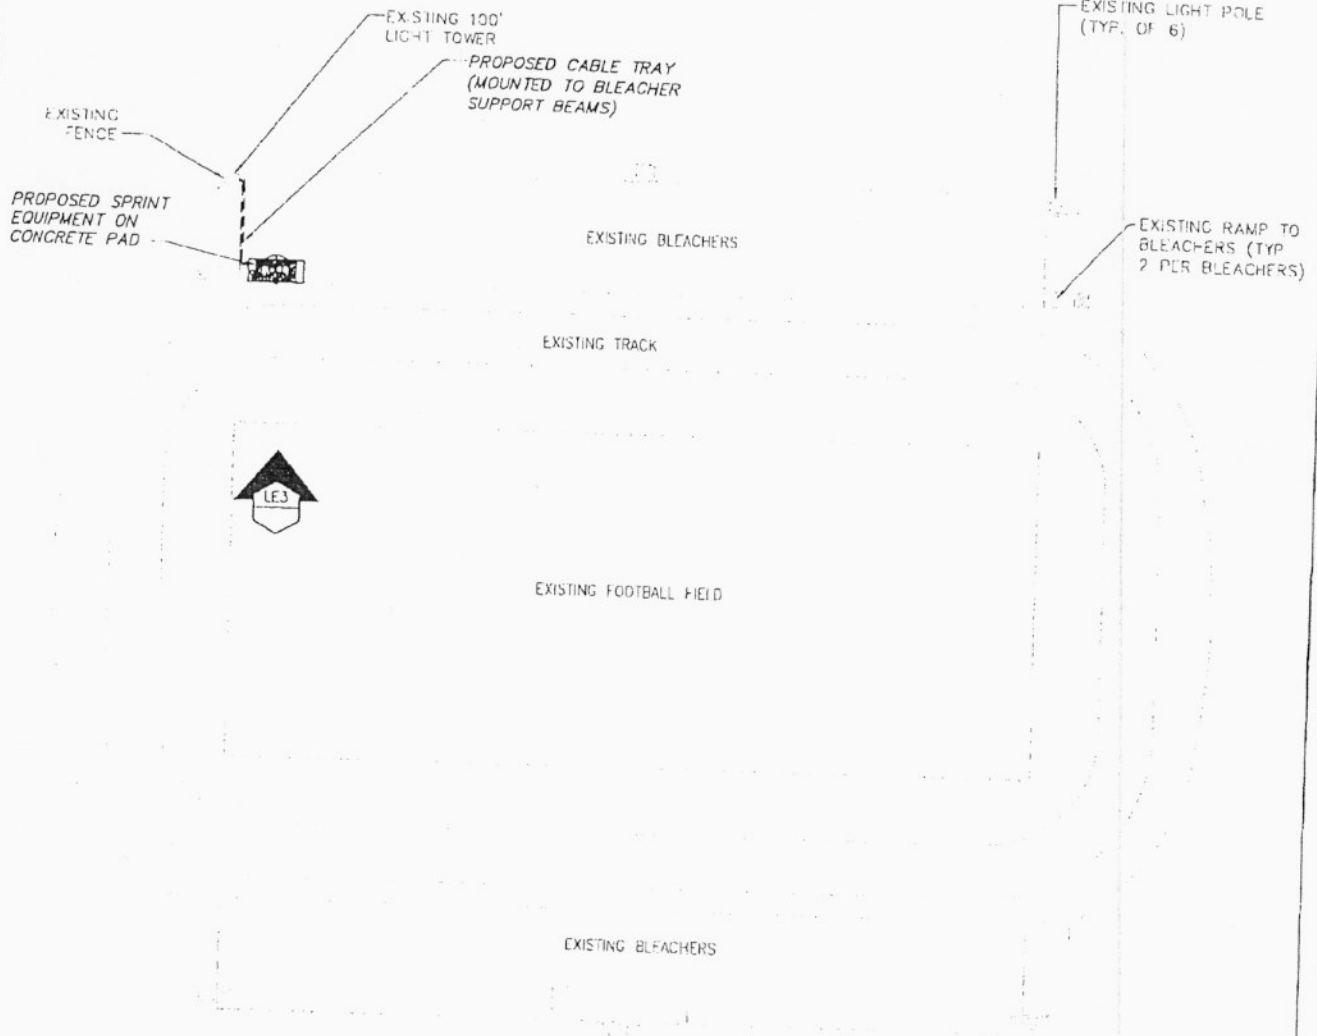 EXISTING 100'
LIGHT TOWER
PROPOSED CABLE TRAY
(MOUNTED TO BLEACHER
SUPPORT BEAMS)
EXISTING LIGHT POLE
(TYP. OF 6)
EXISTING
FENCE
PROPOSED SPRINT
EQUIPMENT ON
CONCRETE PAD
EXISTING BLEACHERS
EXISTING RAMP TO
BLEACHERS (TYP
2 PER BLEACHERS)
EXISTING TRACK
LE3
EXISTING FOOTBALL FIELD
EXISTING BLEACHERS